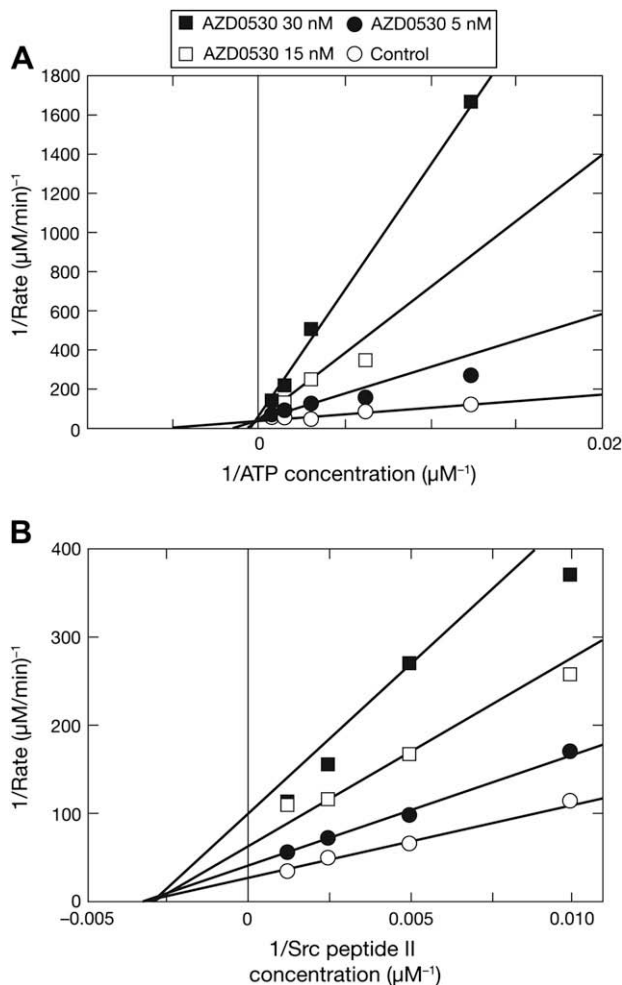 AZD0530 30 nM AZD0530 5 nM
AZD0530 15 nM Control
A
1800
1600
1400
1200
1000
800
600
400
200
0
1/Rate (µM/min)⁻¹
0 0.02
1/ATP concentration (µM⁻¹)
B
400
300
200
100
0
1/Rate (µM/min)⁻¹
−0.005 0 0.005 0.010
1/Src peptide II
concentration (µM⁻¹)